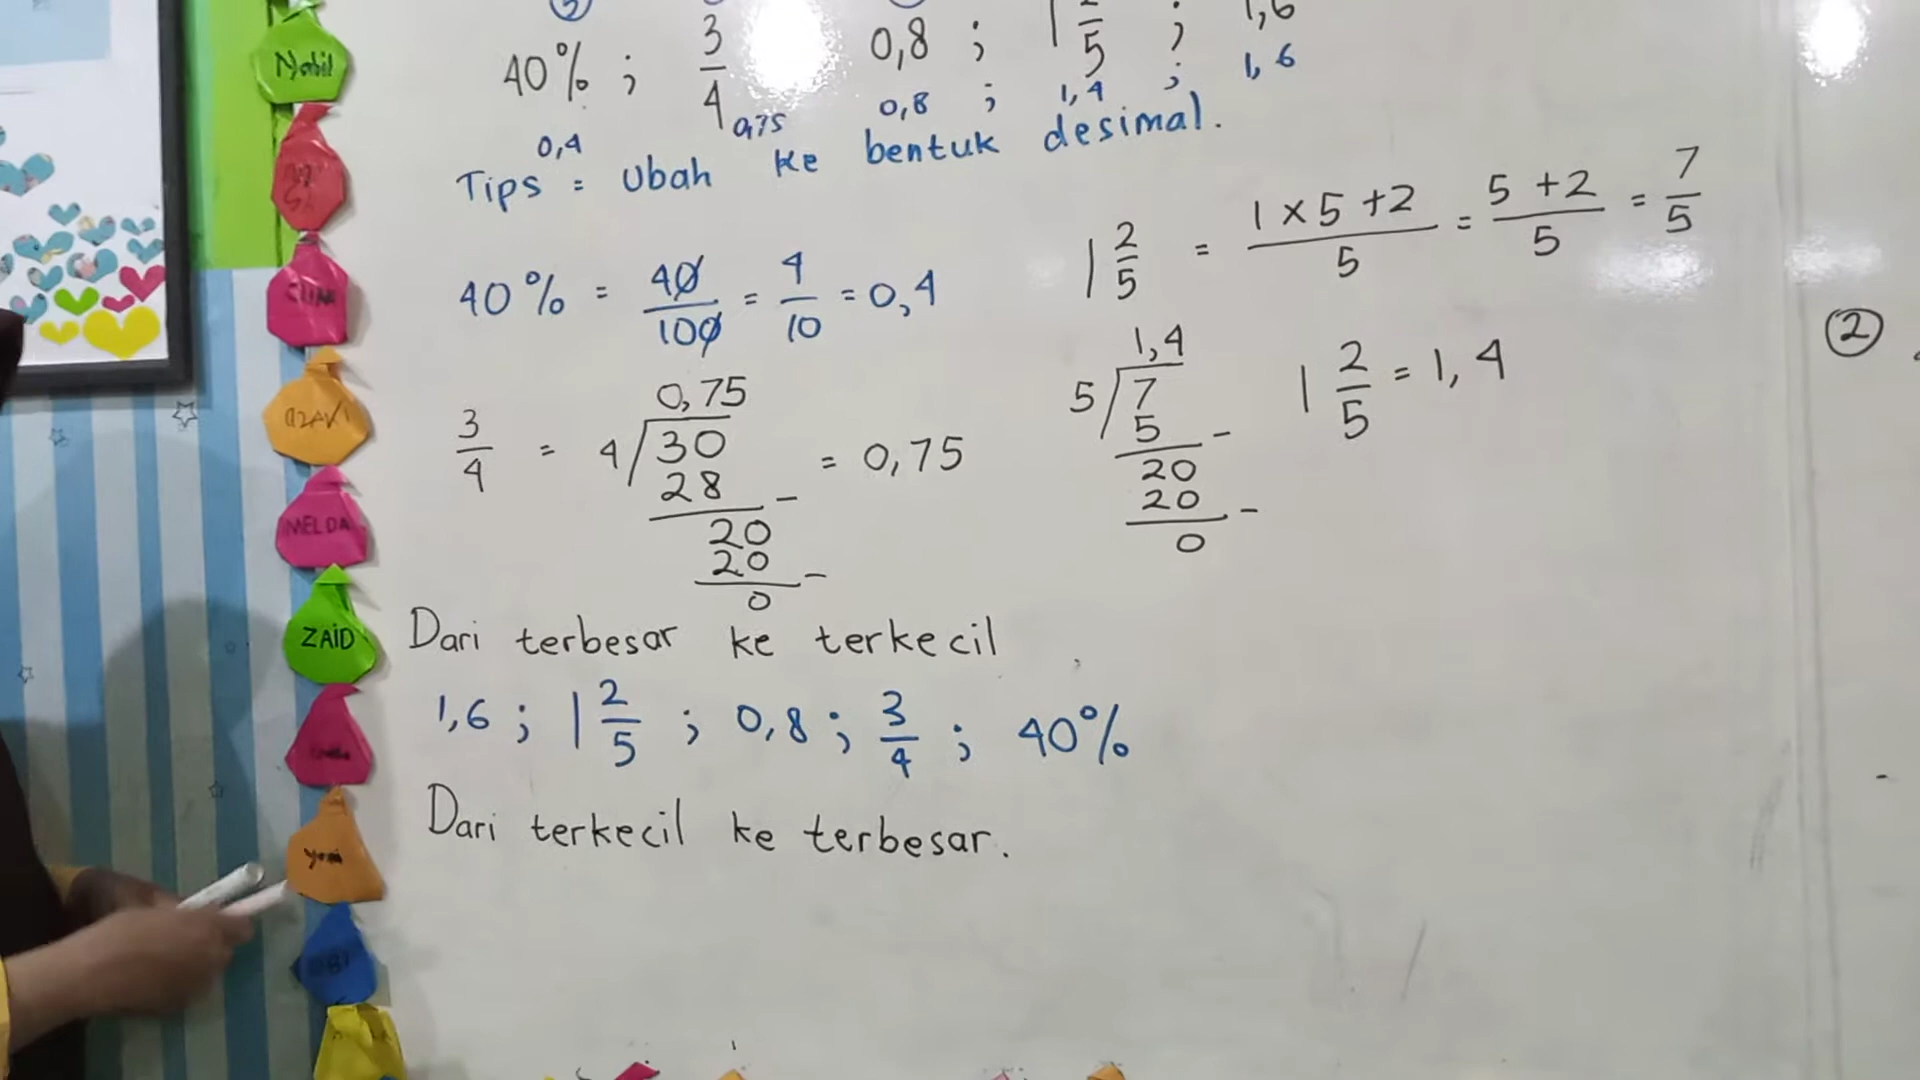 40% ; 3/4 0,8 ; 1 2/5 ; 1,6
0,4 0,75 0,8 ; 1,4 ; 1,6
Tips = Ubah ke bentuk desimal.
40% = 40/100 = 4/10 = 0,4
3/4 = 4/30 = 0,75
0,75
28 -
20
20 -
0
1 2/5 = 1 x 5 + 2/5 = 5 + 2/5 = 7/5
1,4
5/7 1 2/5 = 1,4
5 -
20
20 -
0
Dari terbesar ke terkecil
1,6 ; 1 2/5 ; 0,8 ; 3/4 ; 40%
Dari terkecil ke terbesar.
2
Nabil
MELDA
ZAID
yeni